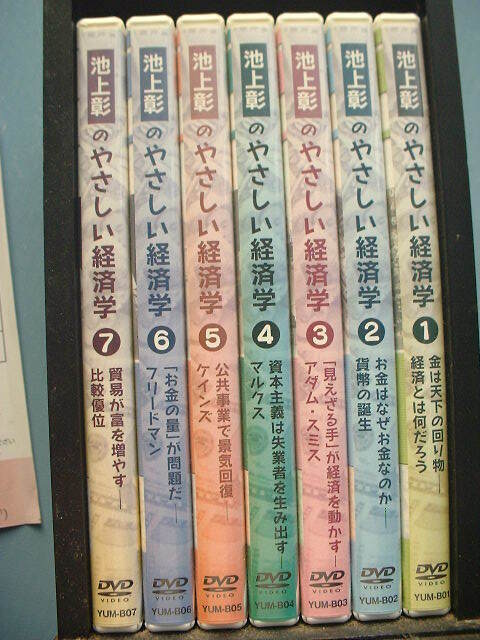 池上彰のやさしい経済学 1
金は天下の回り物―
経済とは何だろう
DVD
VIDEO
YUM-B01
池上彰のやさしい経済学 2
お金はなぜお金なのか―
貨幣の誕生
DVD
VIDEO
YUM-B02
池上彰のやさしい経済学 3
「見えざる手」が経済を動かす―
アダム・スミス
DVD
VIDEO
YUM-B03
池上彰のやさしい経済学 4
資本主義は失業者を生み出す―
マルクス
DVD
VIDEO
YUM-B04
池上彰のやさしい経済学 5
公共事業で景気回復―
ケインズ
DVD
VIDEO
YUM-B05
池上彰のやさしい経済学 6
「お金の量」が問題だ―
フリードマン
DVD
VIDEO
YUM-B06
池上彰のやさしい経済学 7
貿易が富を増やす―
比較優位
DVD
VIDEO
YUM-B07